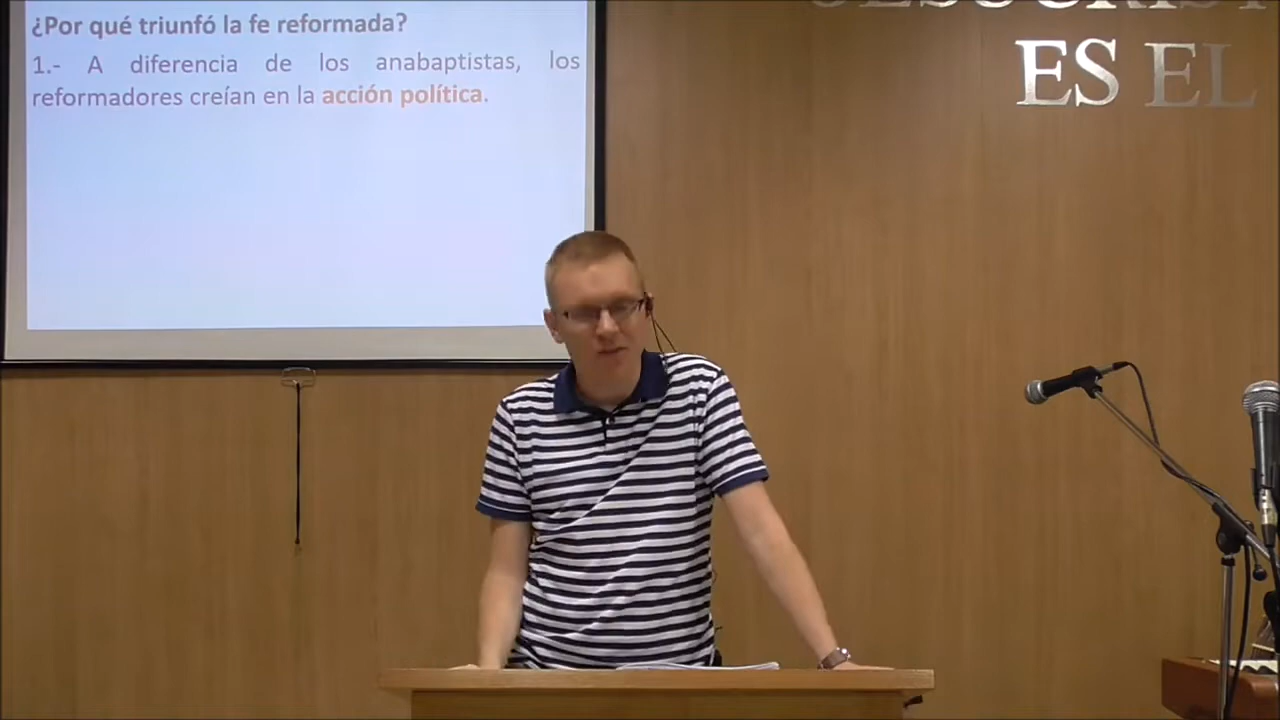 ¿Por qué triunfó la fe reformada?
1.- A diferencia de los anabaptistas, los
reformadores creían en la acción política.
ES EL